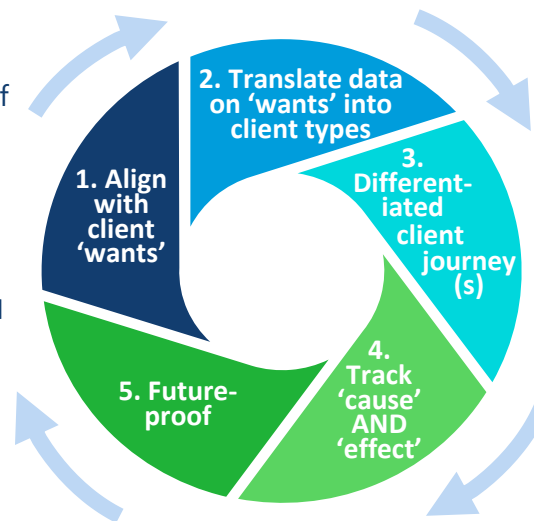 f
2. Translate data
on ‘wants’ into
client types
1. Align
with
client
‘wants’
3.
Different-
iated
client
journey
(s)
4.
Track
‘cause’
AND
‘effect’
5. Future-
proof